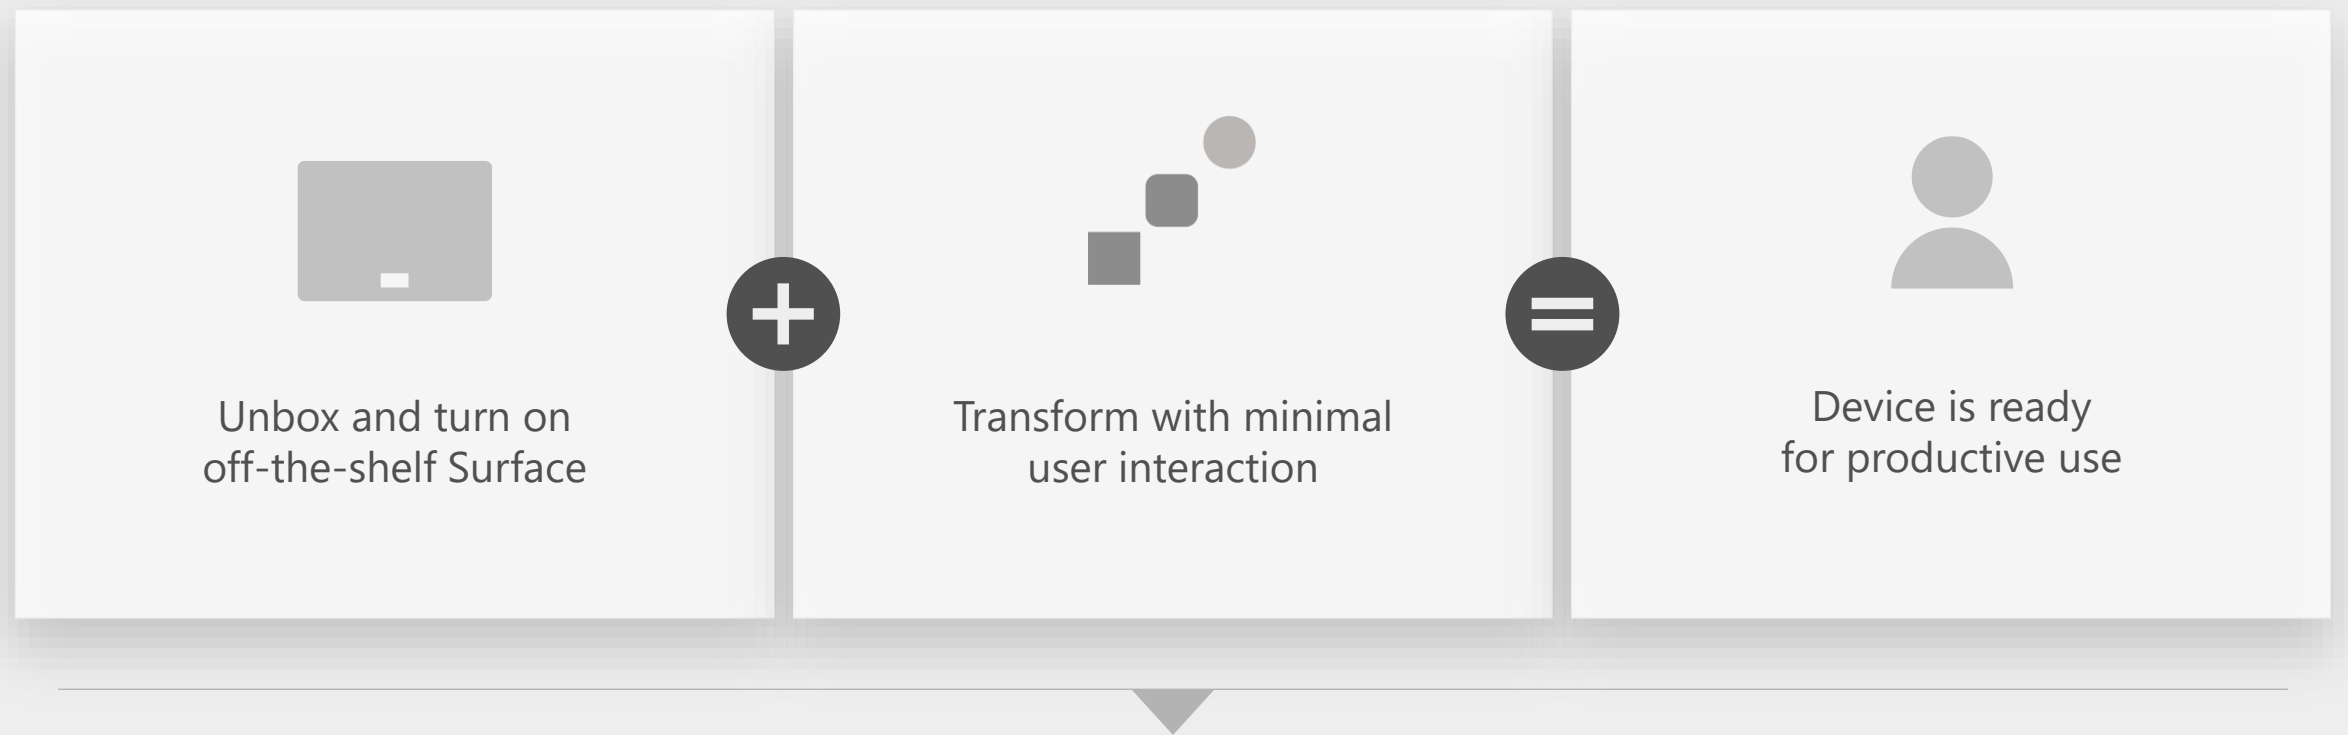 Unbox and turn on
off-the-shelf Surface
+
Transform with minimal
user interaction
=
Device is ready
for productive use